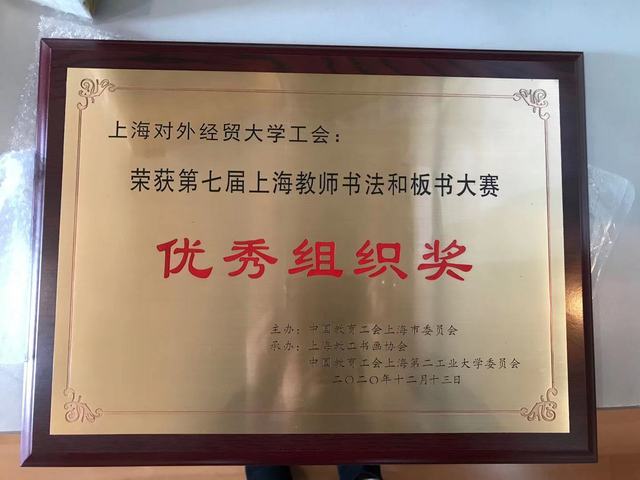 上海对外经贸大学工会：
荣获第七届上海教师书法和板书大赛
优秀组织奖
主办：中国教育工会上海市委员会
承办：上海教工书画协会
中国教育工会上海第二工业大学委员会
二〇二〇年十二月十三日